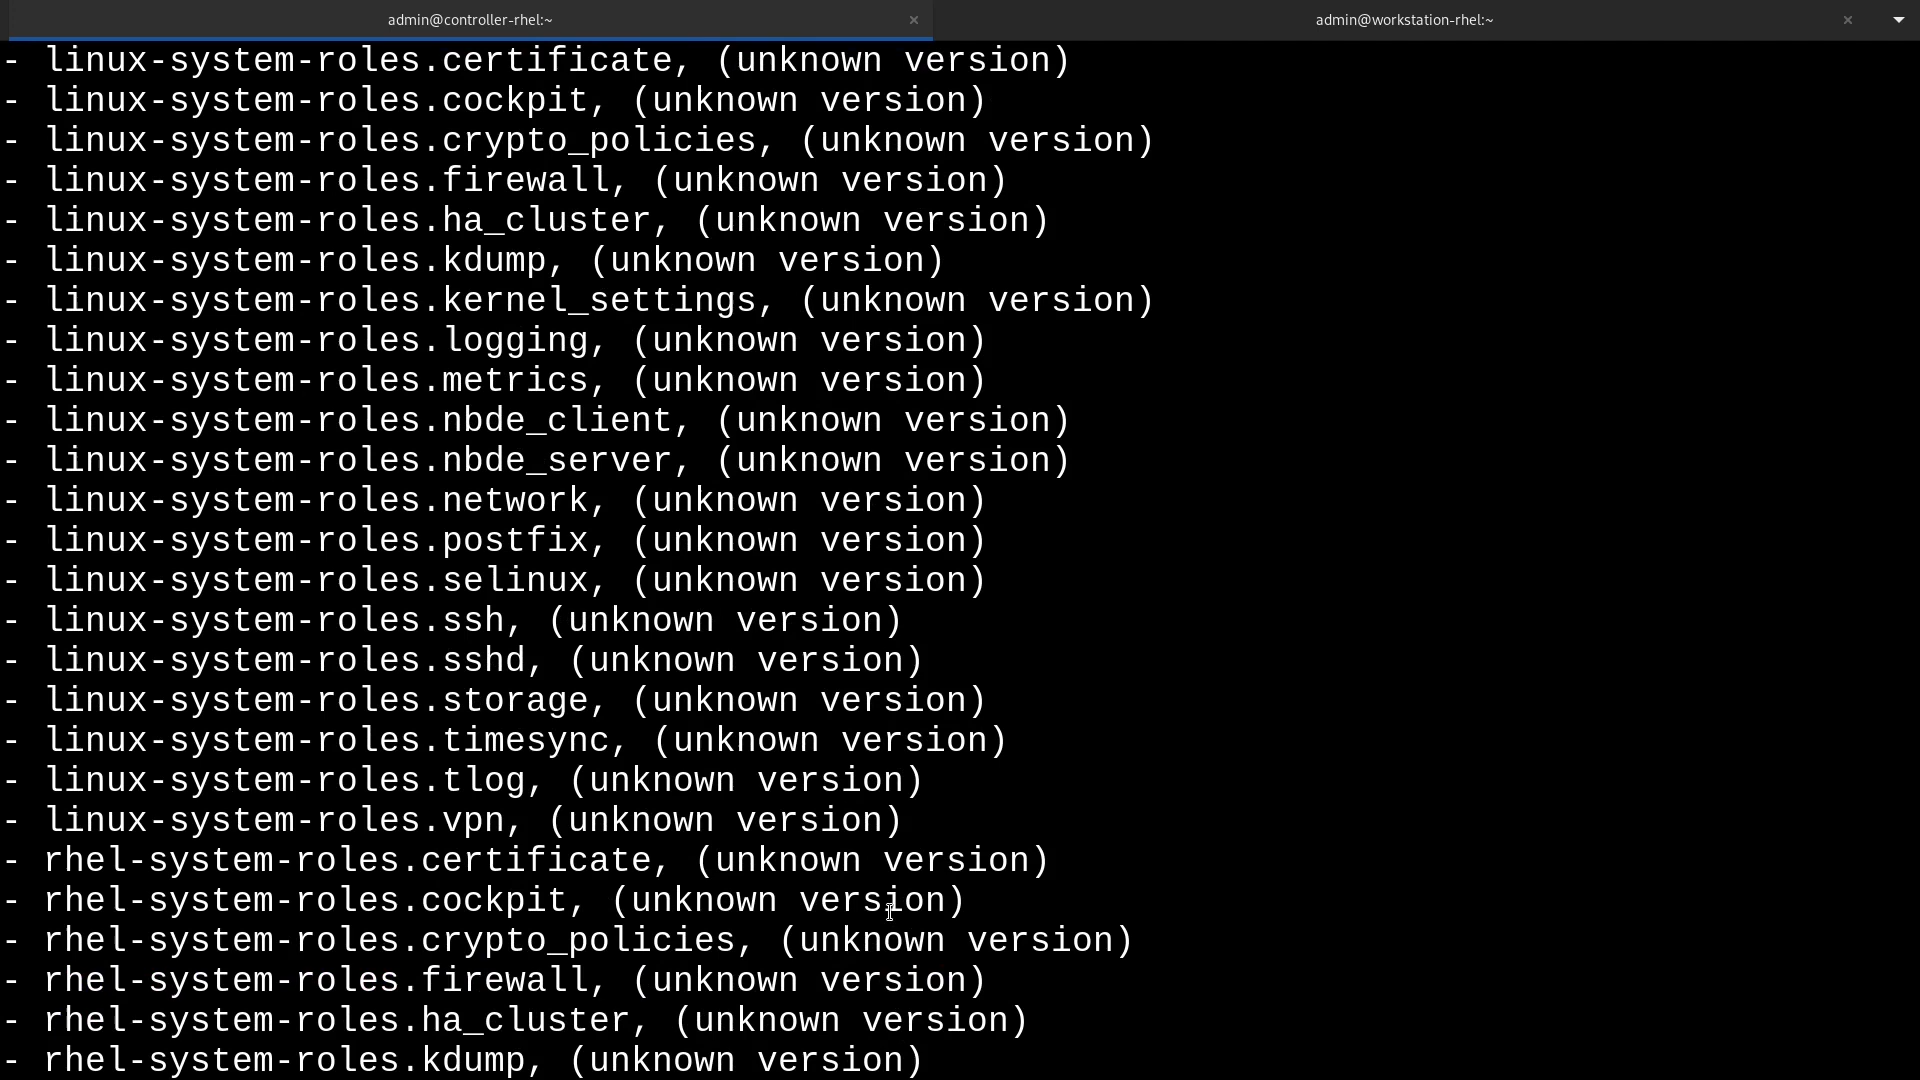 admin@controller-rhel:~ × admin@workstation-rhel:~ ×
- linux-system-roles.certificate, (unknown version)
- linux-system-roles.cockpit, (unknown version)
- linux-system-roles.crypto_policies, (unknown version)
- linux-system-roles.firewall, (unknown version)
- linux-system-roles.ha_cluster, (unknown version)
- linux-system-roles.kdump, (unknown version)
- linux-system-roles.kernel_settings, (unknown version)
- linux-system-roles.logging, (unknown version)
- linux-system-roles.metrics, (unknown version)
- linux-system-roles.nbde_client, (unknown version)
- linux-system-roles.nbde_server, (unknown version)
- linux-system-roles.network, (unknown version)
- linux-system-roles.postfix, (unknown version)
- linux-system-roles.selinux, (unknown version)
- linux-system-roles.ssh, (unknown version)
- linux-system-roles.sshd, (unknown version)
- linux-system-roles.storage, (unknown version)
- linux-system-roles.timesync, (unknown version)
- linux-system-roles.tlog, (unknown version)
- linux-system-roles.vpn, (unknown version)
- rhel-system-roles.certificate, (unknown version)
- rhel-system-roles.cockpit, (unknown version)
- rhel-system-roles.crypto_policies, (unknown version)
- rhel-system-roles.firewall, (unknown version)
- rhel-system-roles.ha_cluster, (unknown version)
- rhel-system-roles.kdump, (unknown version)